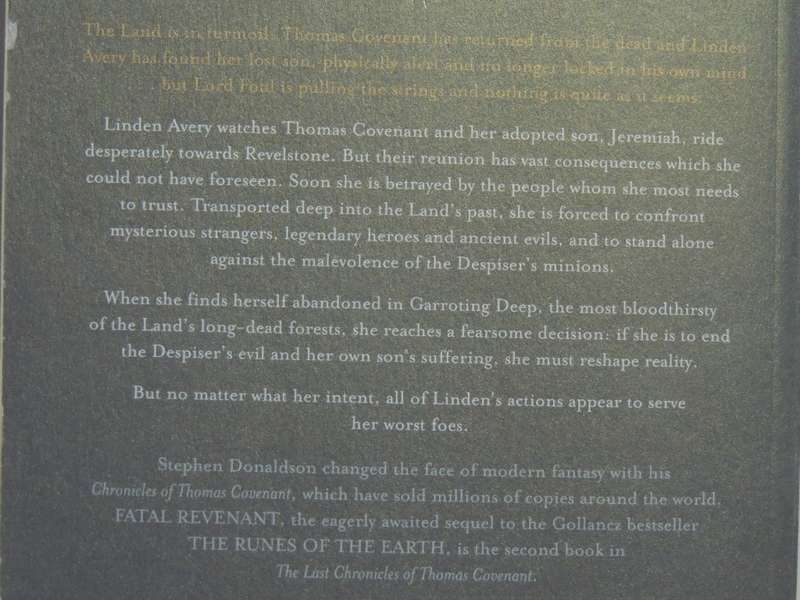 The Land is in turmoil: Thomas Covenant has returned from the dead and Linden
Avery has found her lost son, physically alert and no longer locked in his own mind
. . . but Lord Foul is pulling the strings and nothing is quite as it seems.
Linden Avery watches Thomas Covenant and her adopted son, Jeremiah, ride
desperately towards Revelstone. But their reunion has vast consequences which she
could not have foreseen. Soon she is betrayed by the people whom she most needs
to trust. Transported deep into the Land's past, she is forced to confront
mysterious strangers, legendary heroes and ancient evils, and to stand alone
against the malevolence of the Despiser's minions.
When she finds herself abandoned in Garroting Deep, the most bloodthirsty
of the Land's long-dead forests, she reaches a fearsome decision: if she is to end
the Despiser's evil and her own son's suffering, she must reshape reality.
But no matter what her intent, all of Linden's actions appear to serve
her worst foes.
Stephen Donaldson changed the face of modern fantasy with his
Chronicles of Thomas Covenant, which have sold millions of copies around the world.
FATAL REVENANT, the eagerly awaited sequel to the Gollancz bestseller
THE RUNES OF THE EARTH, is the second book in
The Last Chronicles of Thomas Covenant.